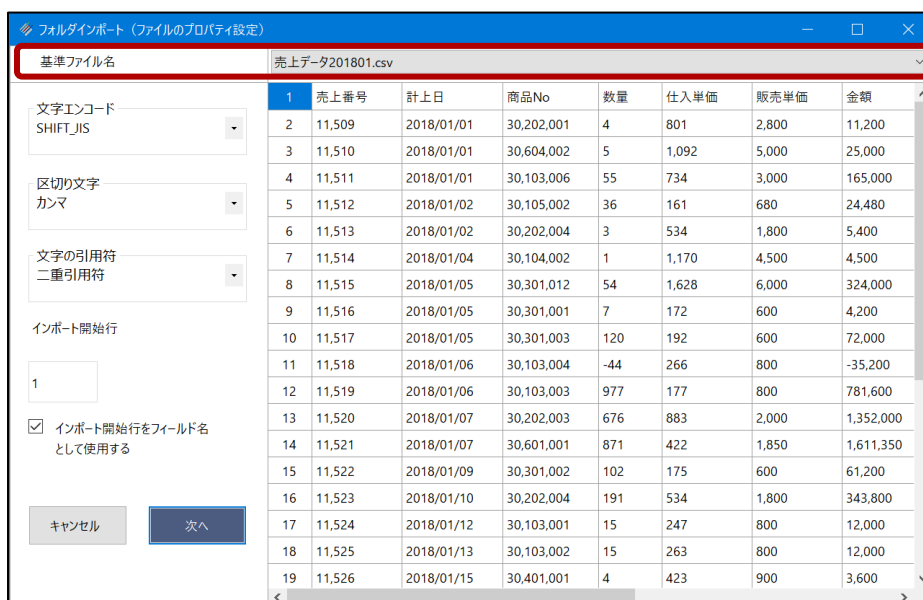 フォルダインポート（ファイルのプロパティ設定）
基準ファイル名 売上データ201801.csv
文字エンコード
SHIFT_JIS
区切り文字
カンマ
文字の引用符
二重引用符
インポート開始行
1
インポート開始行をフィールド名
として使用する
キャンセル 次へ
1 売上番号 計上日 商品No 数量 仕入単価 販売単価 金額
2 11,509 2018/01/01 30,202,001 4 801 2,800 11,200
3 11,510 2018/01/01 30,604,002 5 1,092 5,000 25,000
4 11,511 2018/01/01 30,103,006 55 734 3,000 165,000
5 11,512 2018/01/02 30,105,002 36 161 680 24,480
6 11,513 2018/01/02 30,202,004 3 534 1,800 5,400
7 11,514 2018/01/04 30,104,002 1 1,170 4,500 4,500
8 11,515 2018/01/05 30,301,012 54 1,628 6,000 324,000
9 11,516 2018/01/05 30,301,001 7 172 600 4,200
10 11,517 2018/01/05 30,301,003 120 192 600 72,000
11 11,518 2018/01/06 30,103,004 -44 266 800 -35,200
12 11,519 2018/01/06 30,103,003 977 177 800 781,600
13 11,520 2018/01/07 30,202,003 676 883 2,000 1,352,000
14 11,521 2018/01/07 30,601,001 871 422 1,850 1,611,350
15 11,522 2018/01/09 30,301,002 102 175 600 61,200
16 11,523 2018/01/10 30,202,004 191 534 1,800 343,800
17 11,524 2018/01/12 30,103,001 15 247 800 12,000
18 11,525 2018/01/13 30,103,002 15 263 800 12,000
19 11,526 2018/01/15 30,401,001 4 423 900 3,600